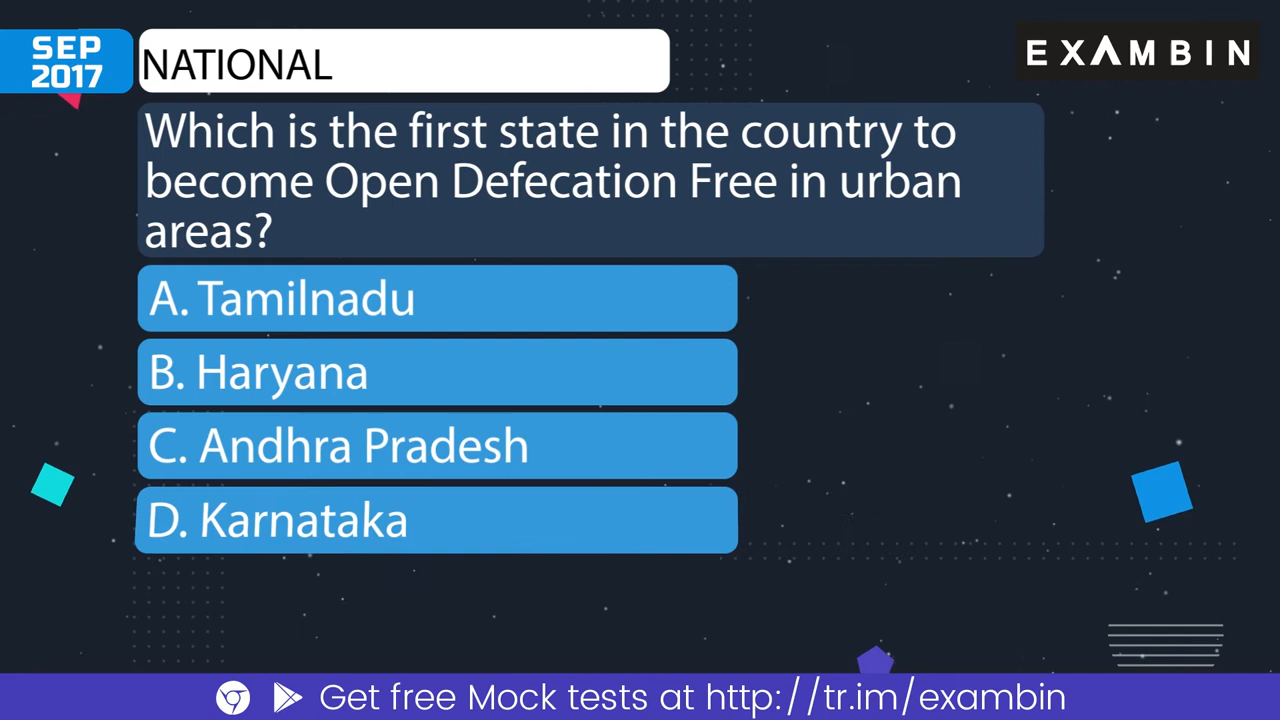 SEP
2017
NATIONAL
EXAMBIN
Which is the first state in the country to
become Open Defecation Free in urban
areas?
A. Tamilnadu
B. Haryana
C. Andhra Pradesh
D. Karnataka
Get free Mock tests at http://tr.im/exambin